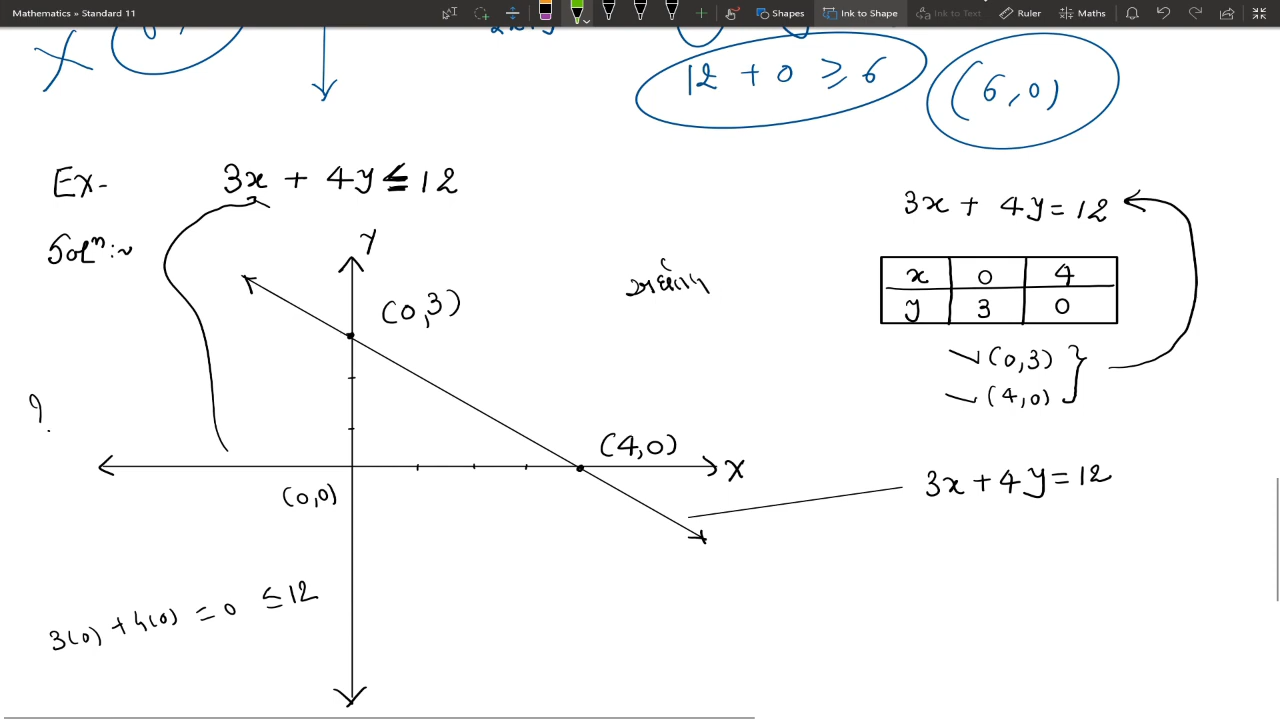 Mathematics » Standard 11
Shapes
Ink to Shape
Ink to Text
Ruler
Maths
12 + 0 ≥ 6
(6,0)
Ex-
3x + 4y ≤ 12
3x + 4y = 12
Solⁿ:~
Y
x 0 4
y 3 0
(0,3)
(0,3)
(4,0)
?
(4,0)
X
3x + 4y = 12
(0,0)
3(0) + 4(0) = 0 ≤ 12